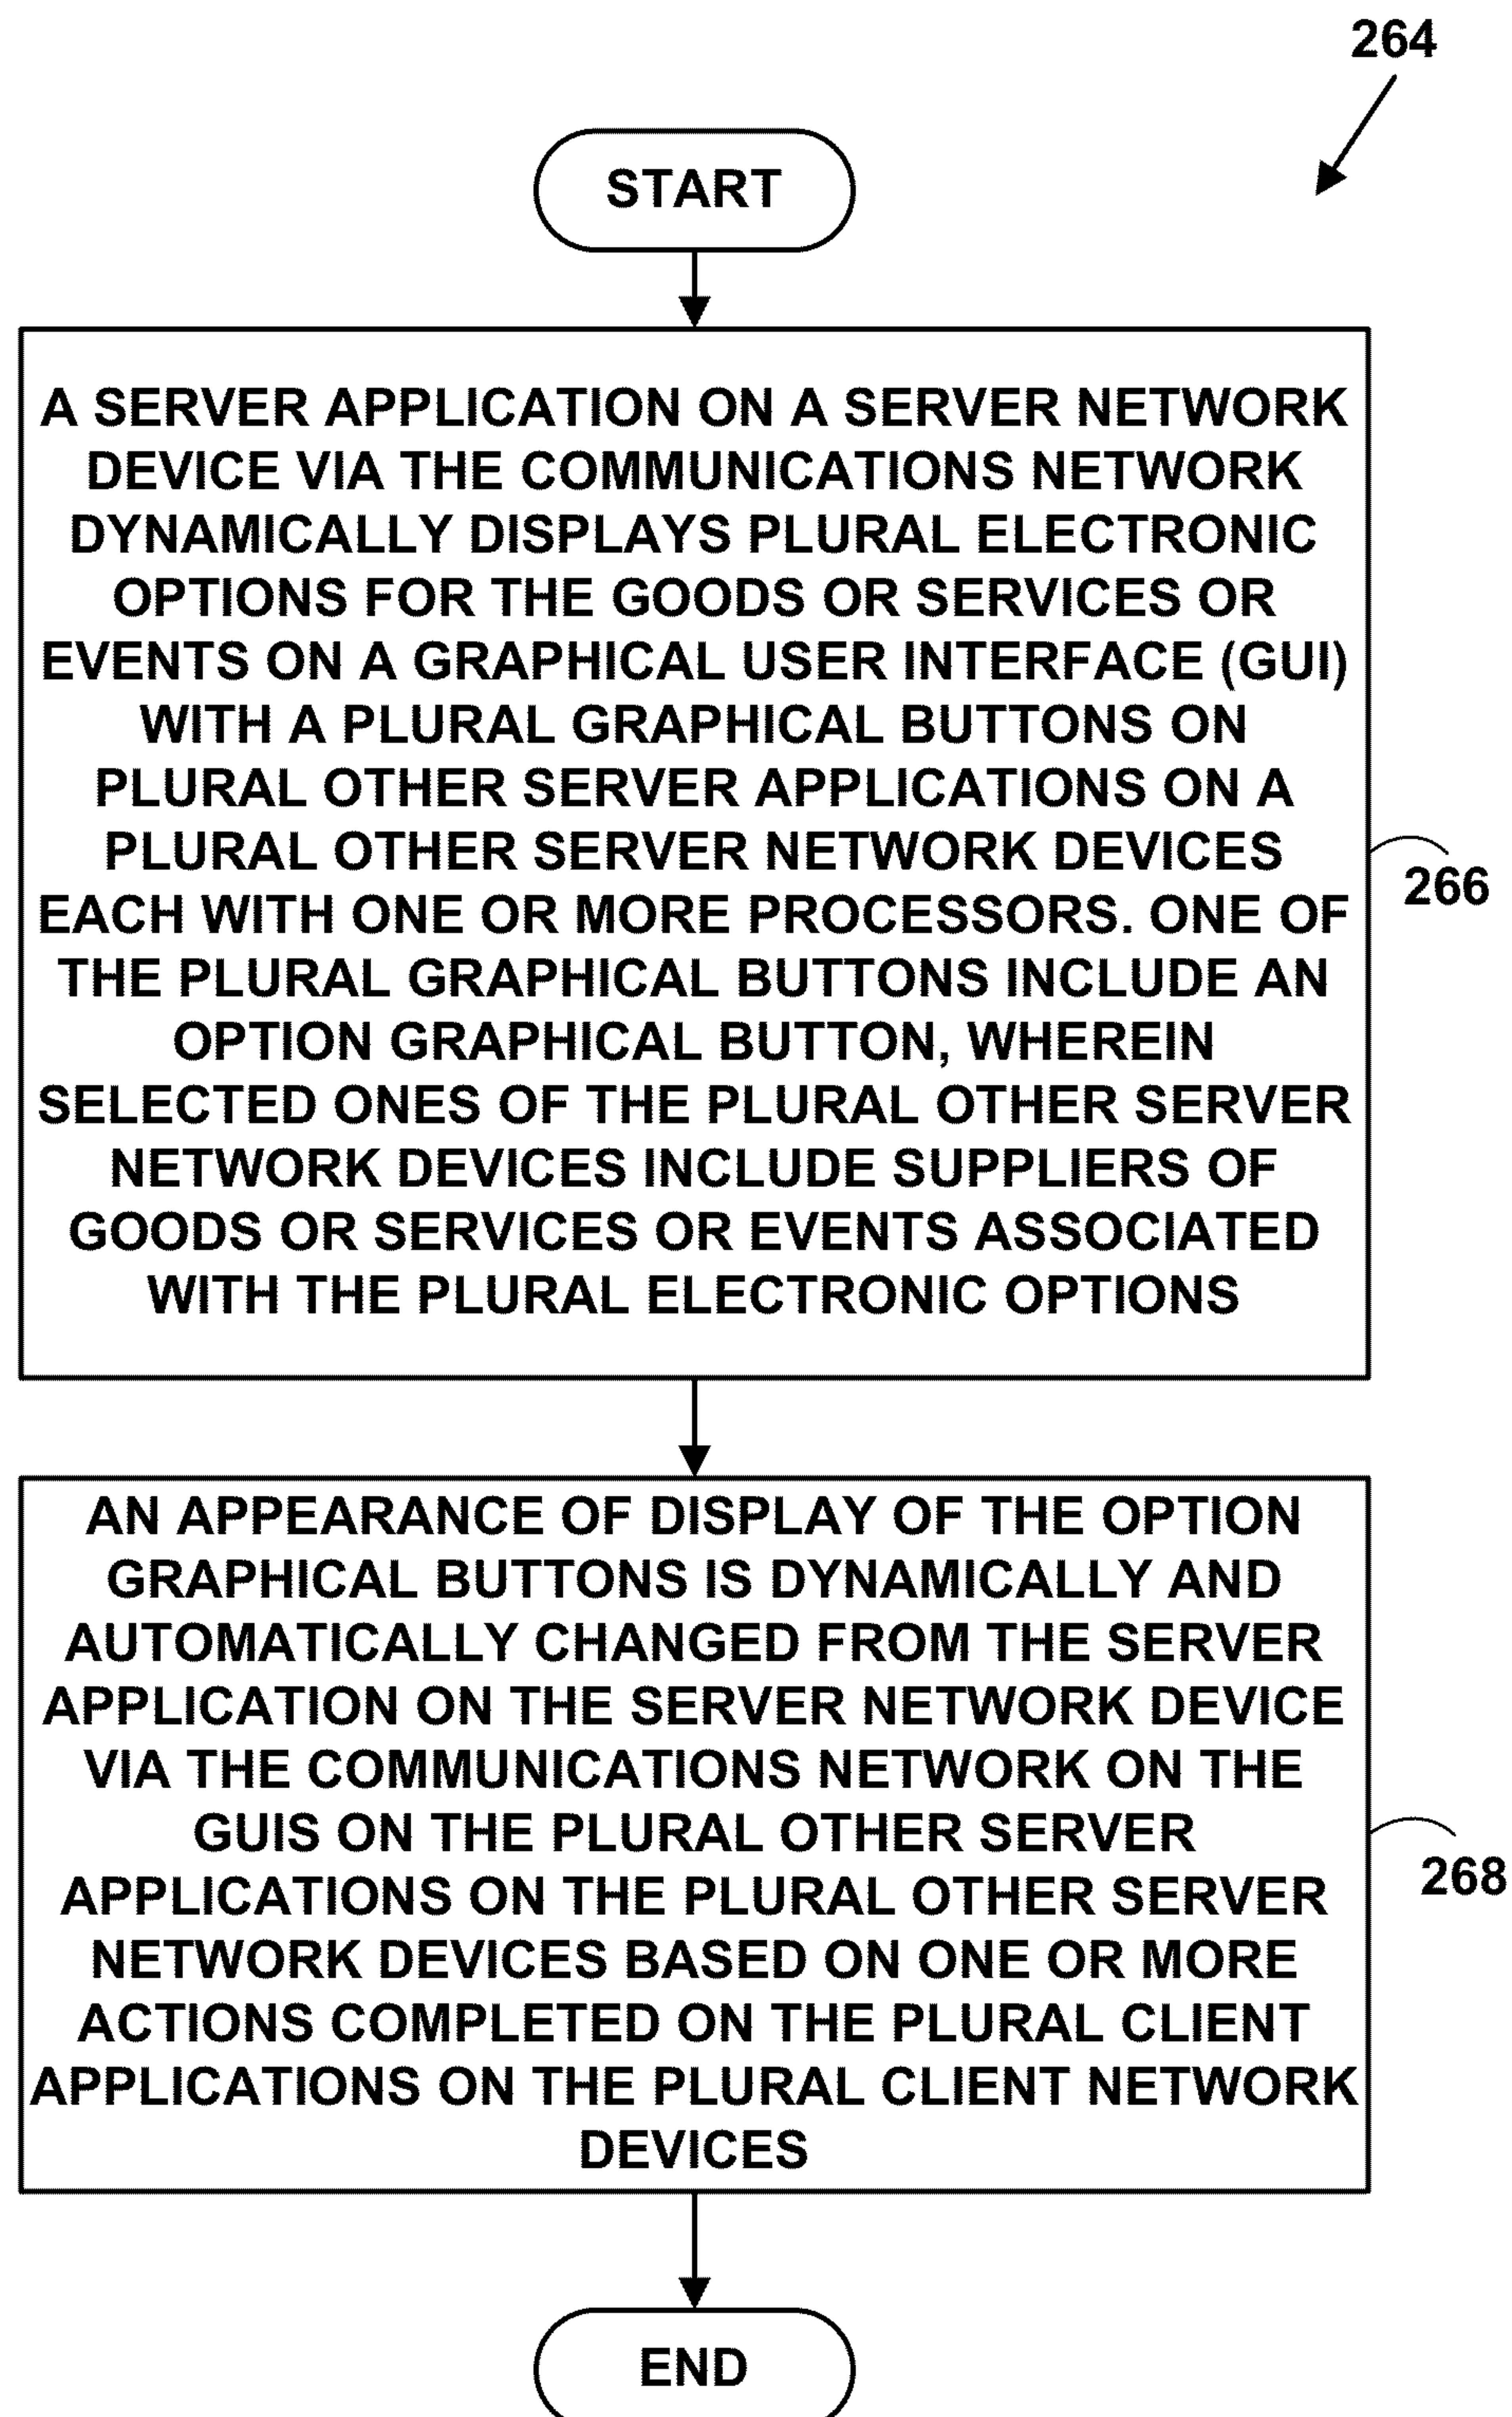 264
START
A SERVER APPLICATION ON A SERVER NETWORK
DEVICE VIA THE COMMUNICATIONS NETWORK
DYNAMICALLY DISPLAYS PLURAL ELECTRONIC
OPTIONS FOR THE GOODS OR SERVICES OR
EVENTS ON A GRAPHICAL USER INTERFACE (GUI)
WITH A PLURAL GRAPHICAL BUTTONS ON
PLURAL OTHER SERVER APPLICATIONS ON A
PLURAL OTHER SERVER NETWORK DEVICES
EACH WITH ONE OR MORE PROCESSORS. ONE OF
THE PLURAL GRAPHICAL BUTTONS INCLUDE AN
OPTION GRAPHICAL BUTTON, WHEREIN
SELECTED ONES OF THE PLURAL OTHER SERVER
NETWORK DEVICES INCLUDE SUPPLIERS OF
GOODS OR SERVICES OR EVENTS ASSOCIATED
WITH THE PLURAL ELECTRONIC OPTIONS
266
AN APPEARANCE OF DISPLAY OF THE OPTION
GRAPHICAL BUTTONS IS DYNAMICALLY AND
AUTOMATICALLY CHANGED FROM THE SERVER
APPLICATION ON THE SERVER NETWORK DEVICE
VIA THE COMMUNICATIONS NETWORK ON THE
GUIS ON THE PLURAL OTHER SERVER
APPLICATIONS ON THE PLURAL OTHER SERVER
NETWORK DEVICES BASED ON ONE OR MORE
ACTIONS COMPLETED ON THE PLURAL CLIENT
APPLICATIONS ON THE PLURAL CLIENT NETWORK
DEVICES
268
END